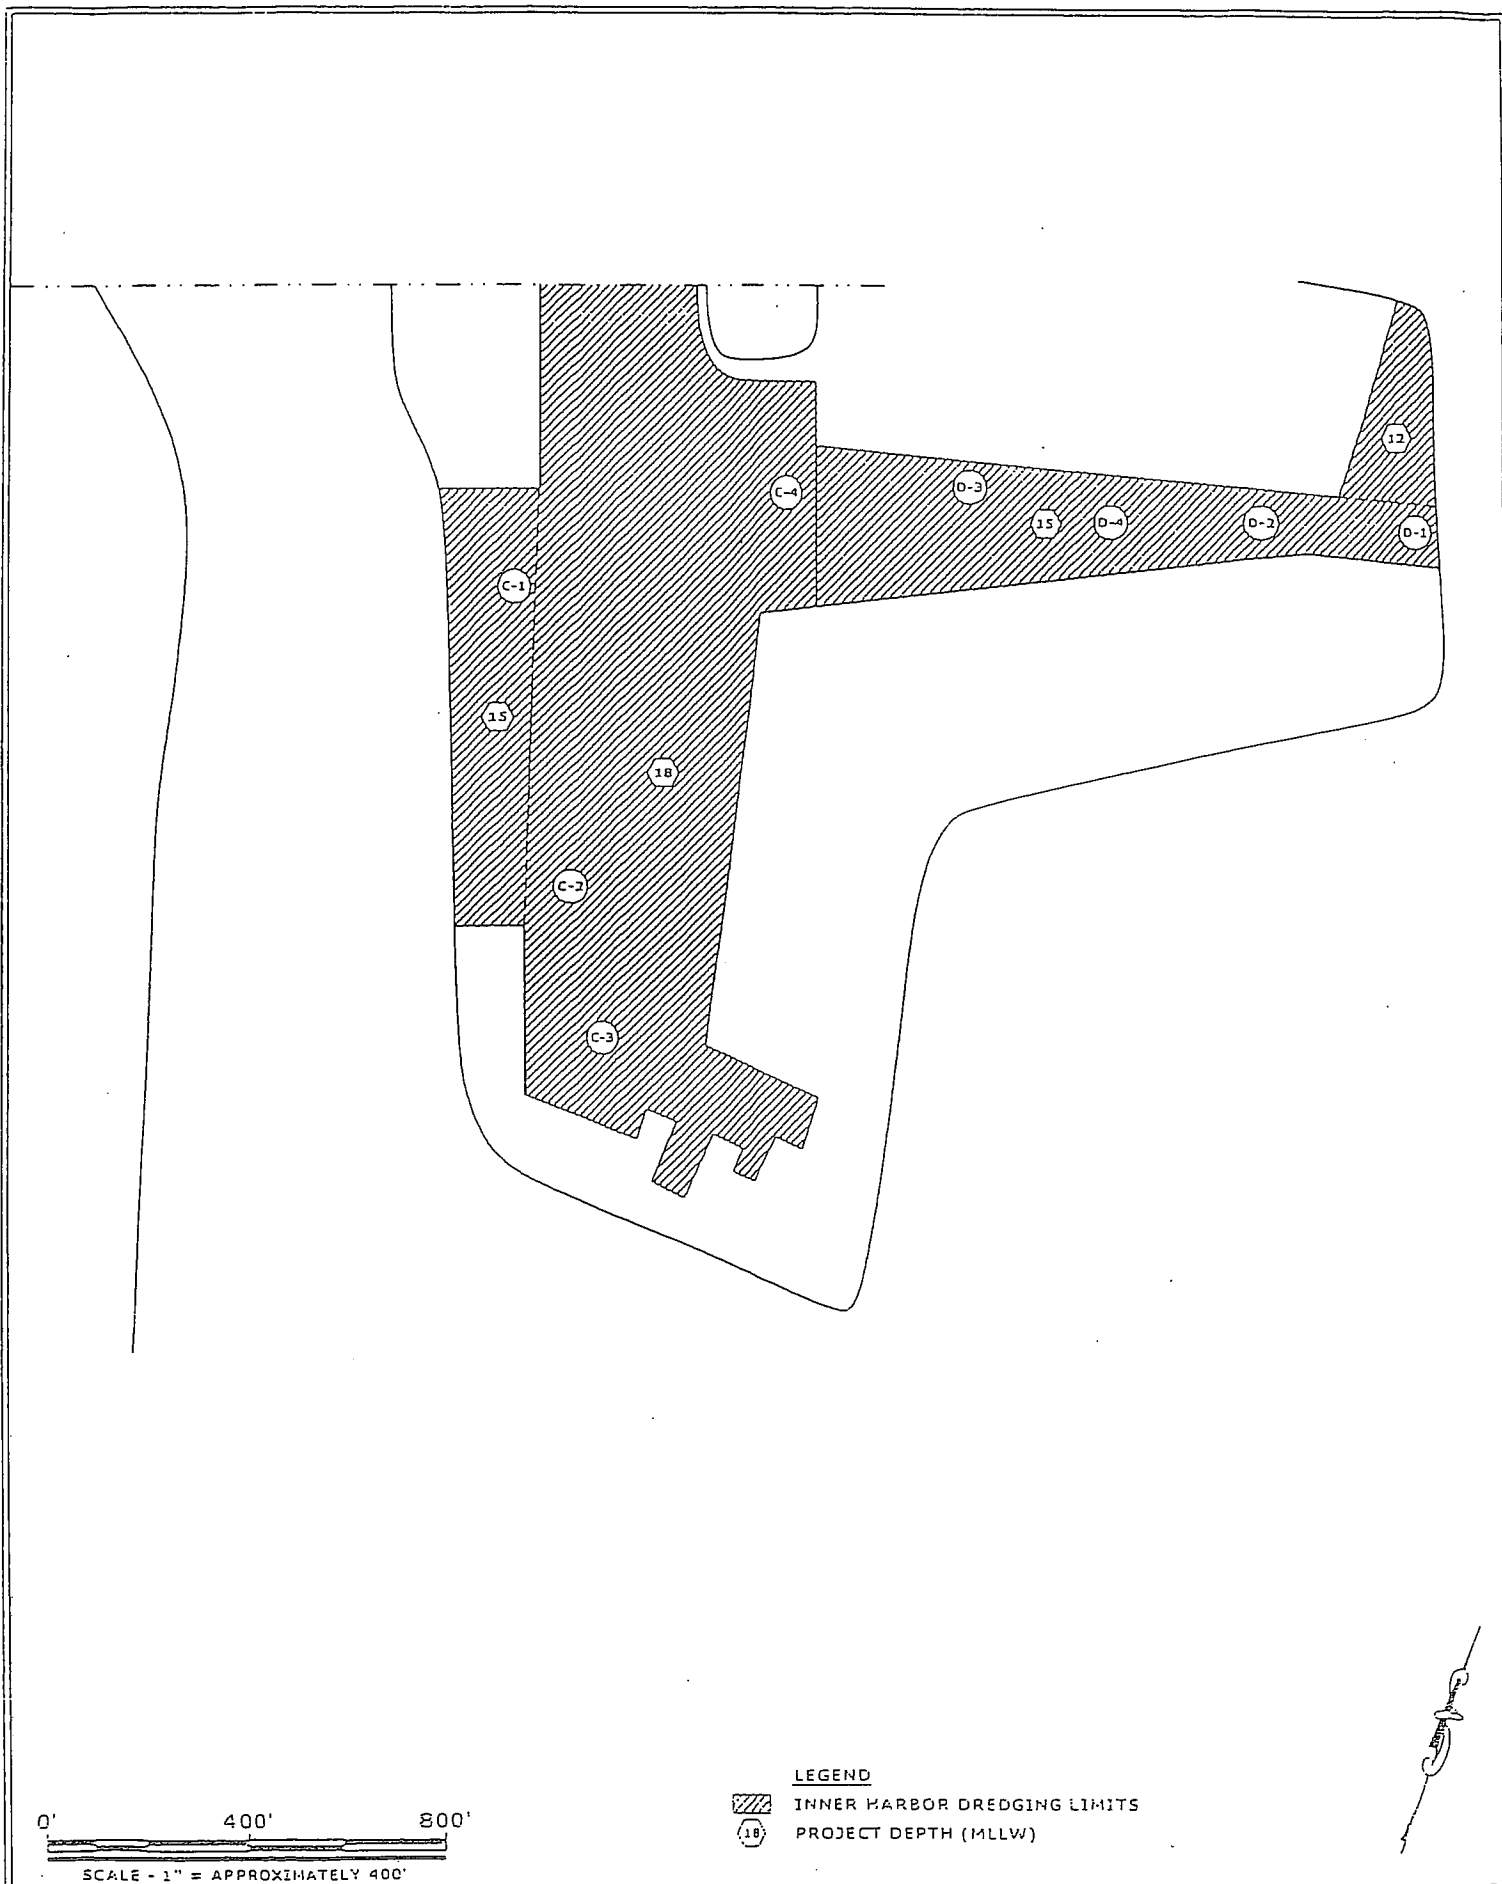 12
C-4
D-3
15
D-4
D-2
D-1
C-1
15
18
C-2
C-3
LEGEND
INNER HARBOR DREDGING LIMITS
18 PROJECT DEPTH (MLLW)
0' 400' 800'
SCALE - 1" = APPROXIMATELY 400'